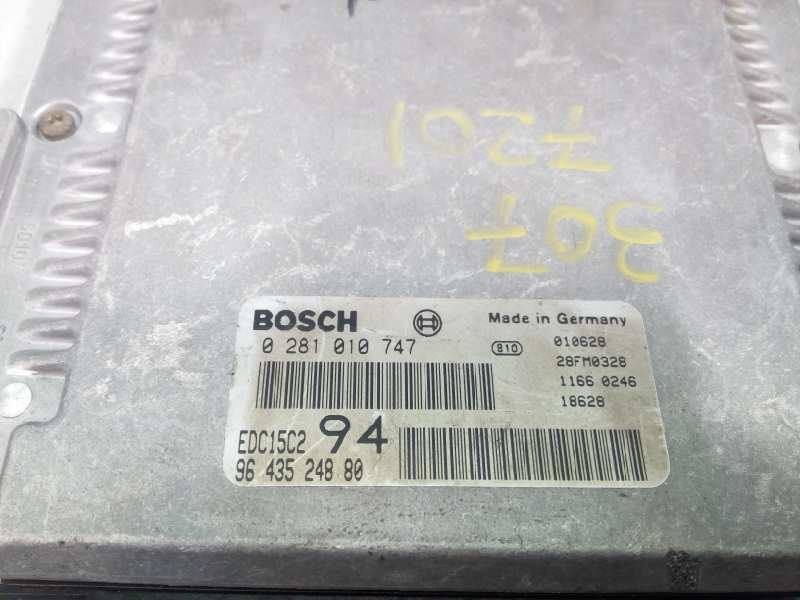 7201
307
BOSCH
Made in Germany
0 281 010 747
810
010628
28FM0328
1166 0246
18628
EDC15C2 94
96 435 248 80